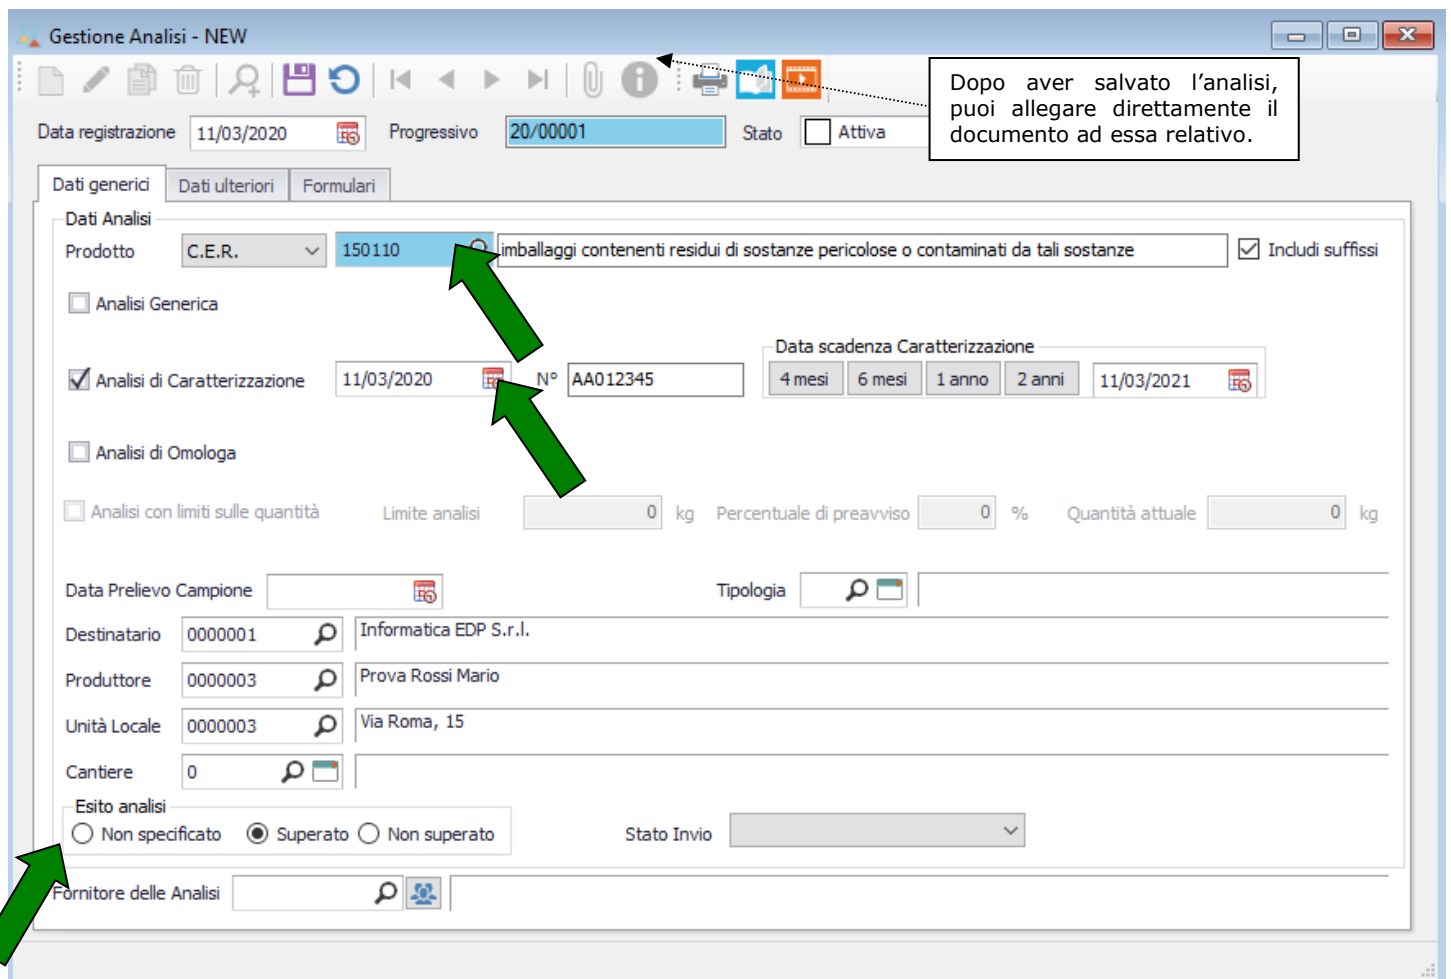 Gestione Analisi - NEW
Dopo aver salvato l'analisi,
puoi allegare direttamente il
documento ad essa relativo.
Data registrazione 11/03/2020 Progressivo 20/00001 Stato Attiva
Dati generici Dati ulteriori Formulari
Dati Analisi
Prodotto C.E.R. 150110 imballaggi contenenti residui di sostanze pericolose o contaminati da tali sostanze Includi suffissi
Analisi Generica
Data scadenza Caratterizzazione
Analisi di Caratterizzazione 11/03/2020 N° AA012345 4 mesi 6 mesi 1 anno 2 anni 11/03/2021
Analisi di Omologa
Analisi con limiti sulle quantità Limite analisi 0 kg Percentuale di preavviso 0 % Quantità attuale 0 kg
Data Prelievo Campione Tipologia
Destinatario 0000001 Informatica EDP S.r.l.
Produttore 0000003 Prova Rossi Mario
Unità Locale 0000003 Via Roma, 15
Cantiere 0
Esito analisi
Non specificato Superato Non superato Stato Invio
Fornitore delle Analisi